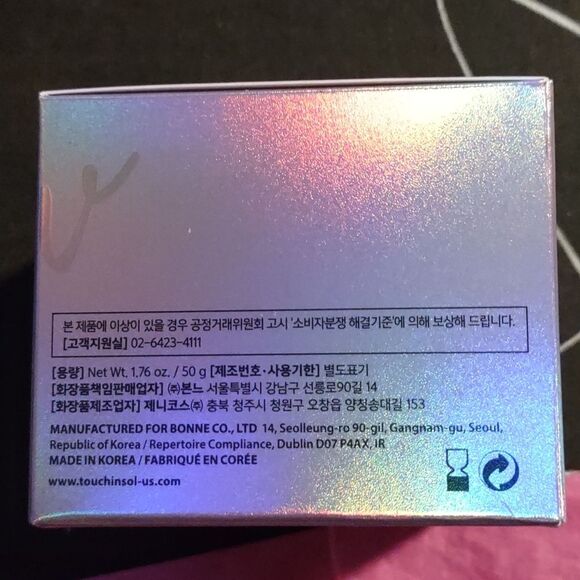 본 제품에 이상이 있을 경우 공정거래위원회 고시 '소비자분쟁 해결기준'에 의해 보상해 드립니다.
[고객지원실] 02-6423-4111
[용량] Net Wt. 1.76 oz. / 50 g [제조번호·사용기한] 별도표기
[화장품책임판매업자] ㈜본느 서울특별시 강남구 선릉로90길 14
[화장품제조업자] 제니코스㈜ 충북 청주시 청원구 오창읍 양청송대길 153
MANUFACTURED FOR BONNE CO., LTD 14, Seolleung-ro 90-gil, Gangnam-gu, Seoul,
Republic of Korea / Repertoire Compliance, Dublin D07 P4AX, IR
MADE IN KOREA / FABRIQUÉ EN CORÉE
www.touchinsol-us.com